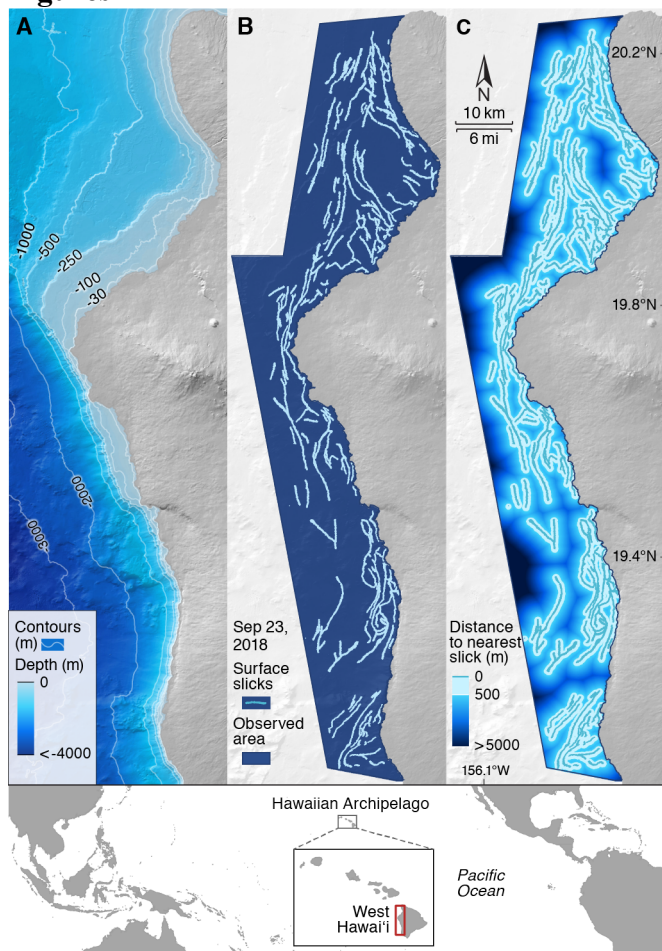 A
B
C
20.2°N
N
10 km
6 mi
-1000
-500
-250
-100
-30
19.8°N
-2000
-3000
19.4°N
Contours
(m)
Depth (m)
0
< -4000
Sep 23,
2018
Surface
slicks
Observed
area
Distance
to nearest
slick (m)
0
500
>5000
156.1°W
Hawaiian Archipelago
West
Hawaiʻi
Pacific
Ocean